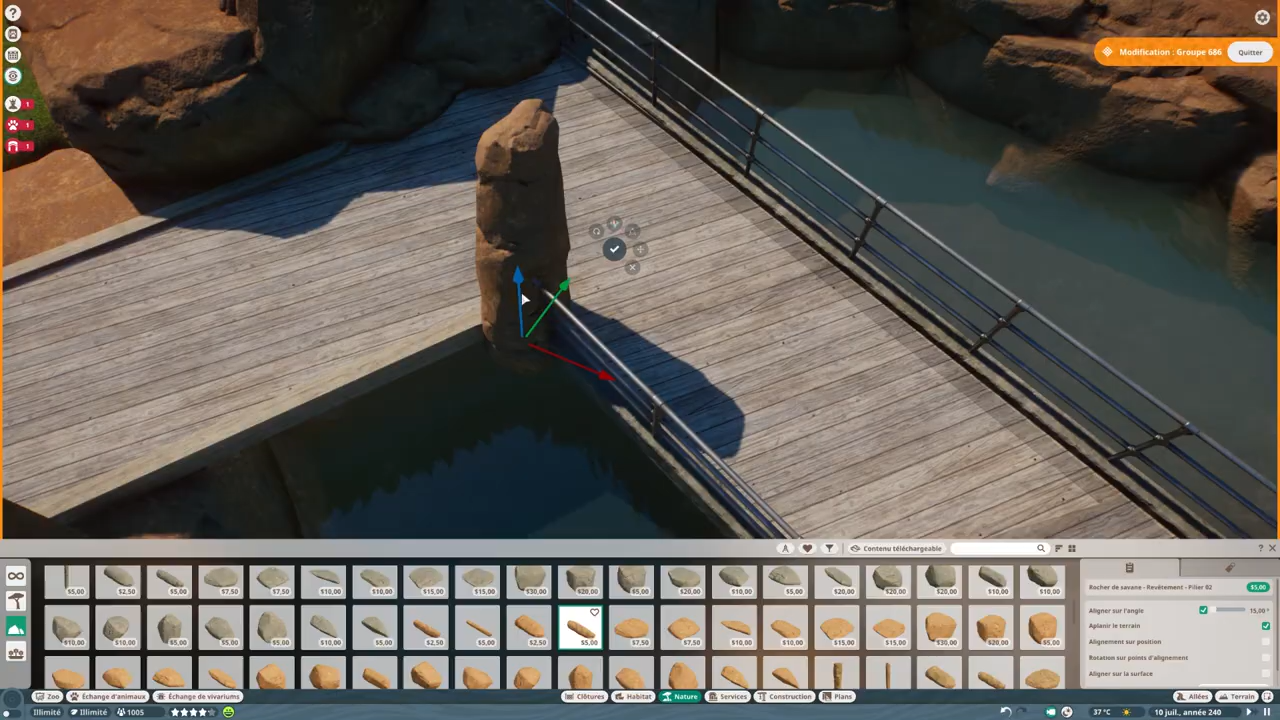 Modification : Groupe 686
Quitter
1
1
1
Contenu téléchargeable
$5,00 $2,50 $5,00 $7,50 $7,50 $10,00 $10,00 $15,00 $15,00 $30,00 $20,00 $5,00 $20,00 $10,00 $5,00 $20,00 $20,00 $20,00 $10,00 $10,00
$10,00 $10,00 $5,00 $5,00 $5,00 $10,00 $5,00 $2,50 $5,00 $2,50 $5,00 $7,50 $7,50 $10,00 $10,00 $15,00 $15,00 $30,00 $20,00 $5,00
Rocher de savane - Revêtement - Pilier 02 $5,00
Aligner sur l'angle 15,00 °
Aplanir le terrain
Alignement sur position
Rotation sur points d'alignement
Aligner sur la surface
Zoo Échange d'animaux Échange de vivariums Clôtures Habitat Nature Services Construction Plans Allées Terrain
Illimité Illimité 1005 37 °C 10 juil., année 240